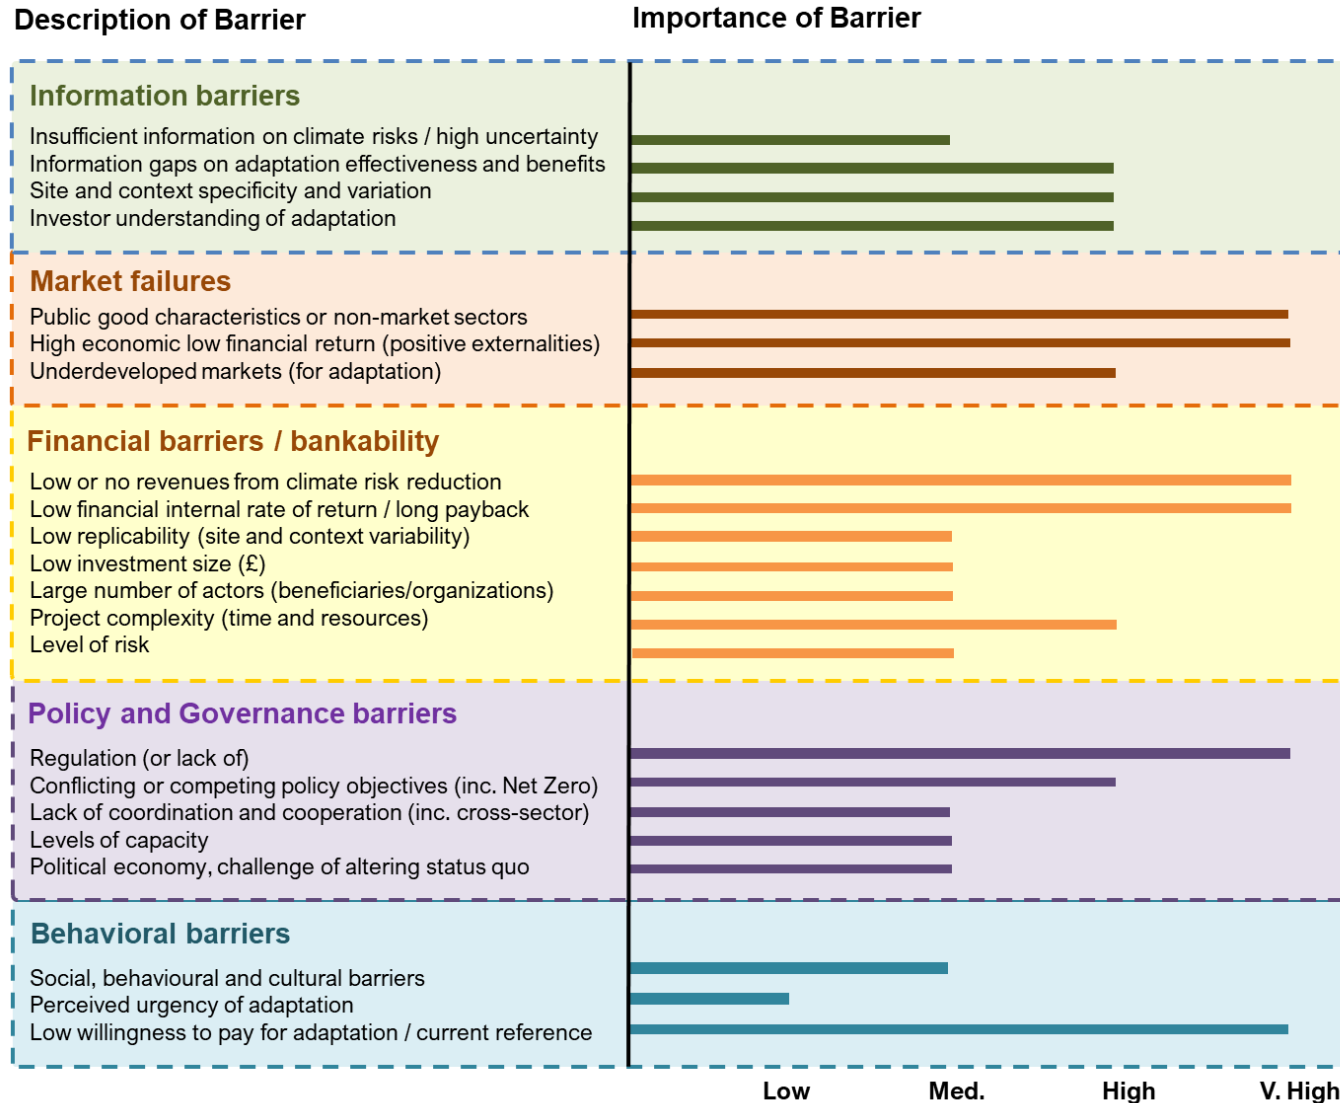 Description of Barrier
Importance of Barrier
Information barriers
Insufficient information on climate risks / high uncertainty
Information gaps on adaptation effectiveness and benefits
Site and context specificity and variation
Investor understanding of adaptation
Market failures
Public good characteristics or non-market sectors
High economic low financial return (positive externalities)
Underdeveloped markets (for adaptation)
Financial barriers / bankability
Low or no revenues from climate risk reduction
Low financial internal rate of return / long payback
Low replicability (site and context variability)
Low investment size (£)
Large number of actors (beneficiaries/organizations)
Project complexity (time and resources)
Level of risk
Policy and Governance barriers
Regulation (or lack of)
Conflicting or competing policy objectives (inc. Net Zero)
Lack of coordination and cooperation (inc. cross-sector)
Levels of capacity
Political economy, challenge of altering status quo
Behavioral barriers
Social, behavioural and cultural barriers
Perceived urgency of adaptation
Low willingness to pay for adaptation / current reference
Low Med. High V. High